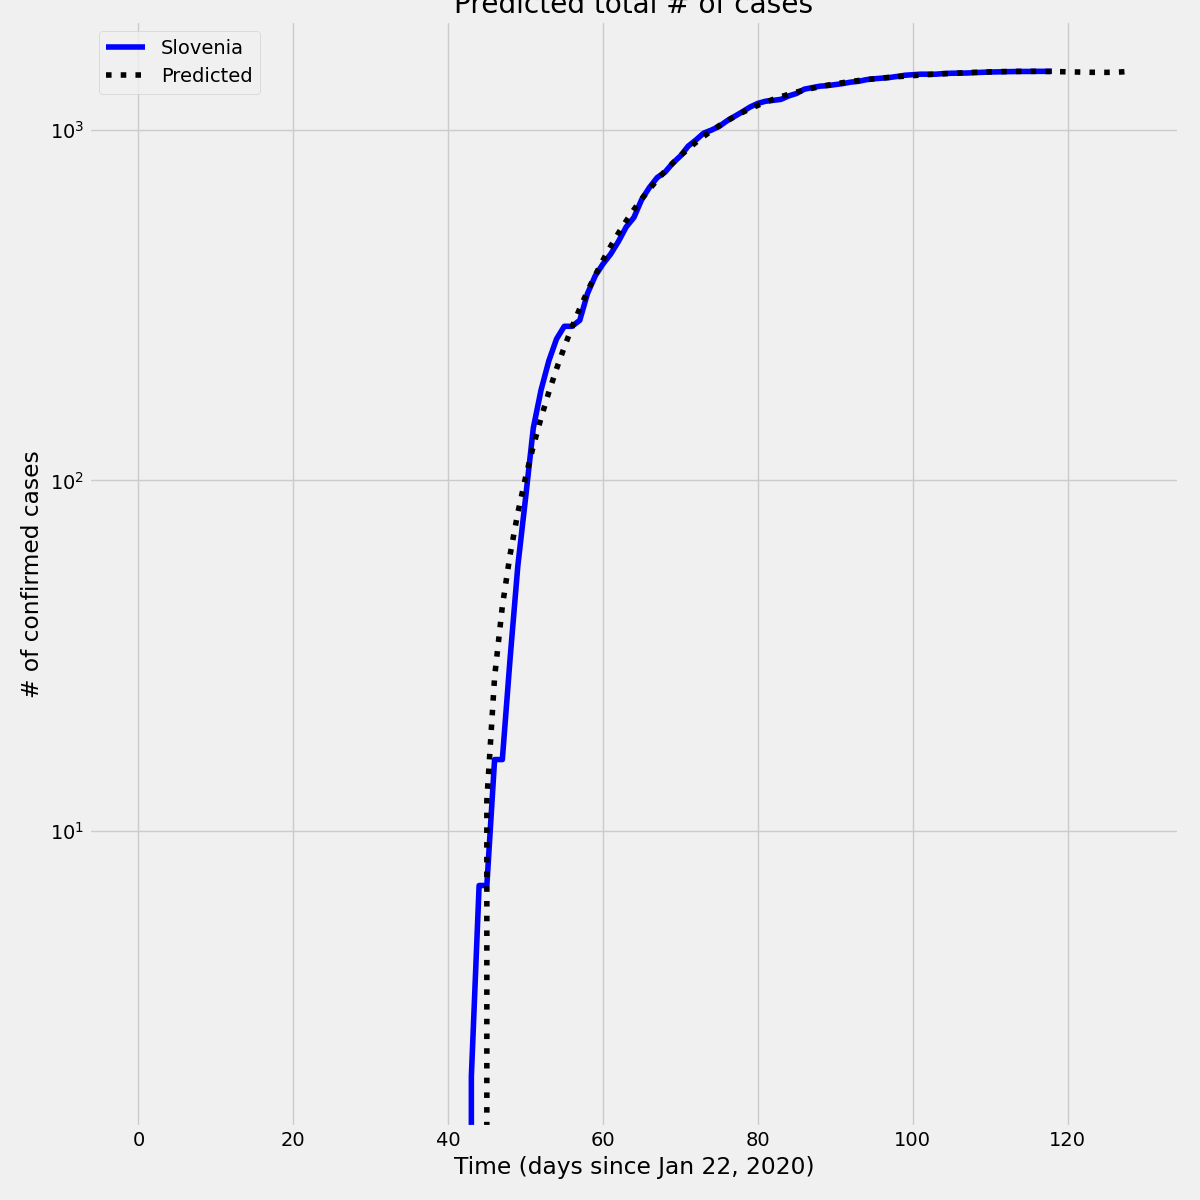 Predicted total # of cases
Slovenia
Predicted
10³
10²
10¹
# of confirmed cases
0 20 40 60 80 100 120
Time (days since Jan 22, 2020)